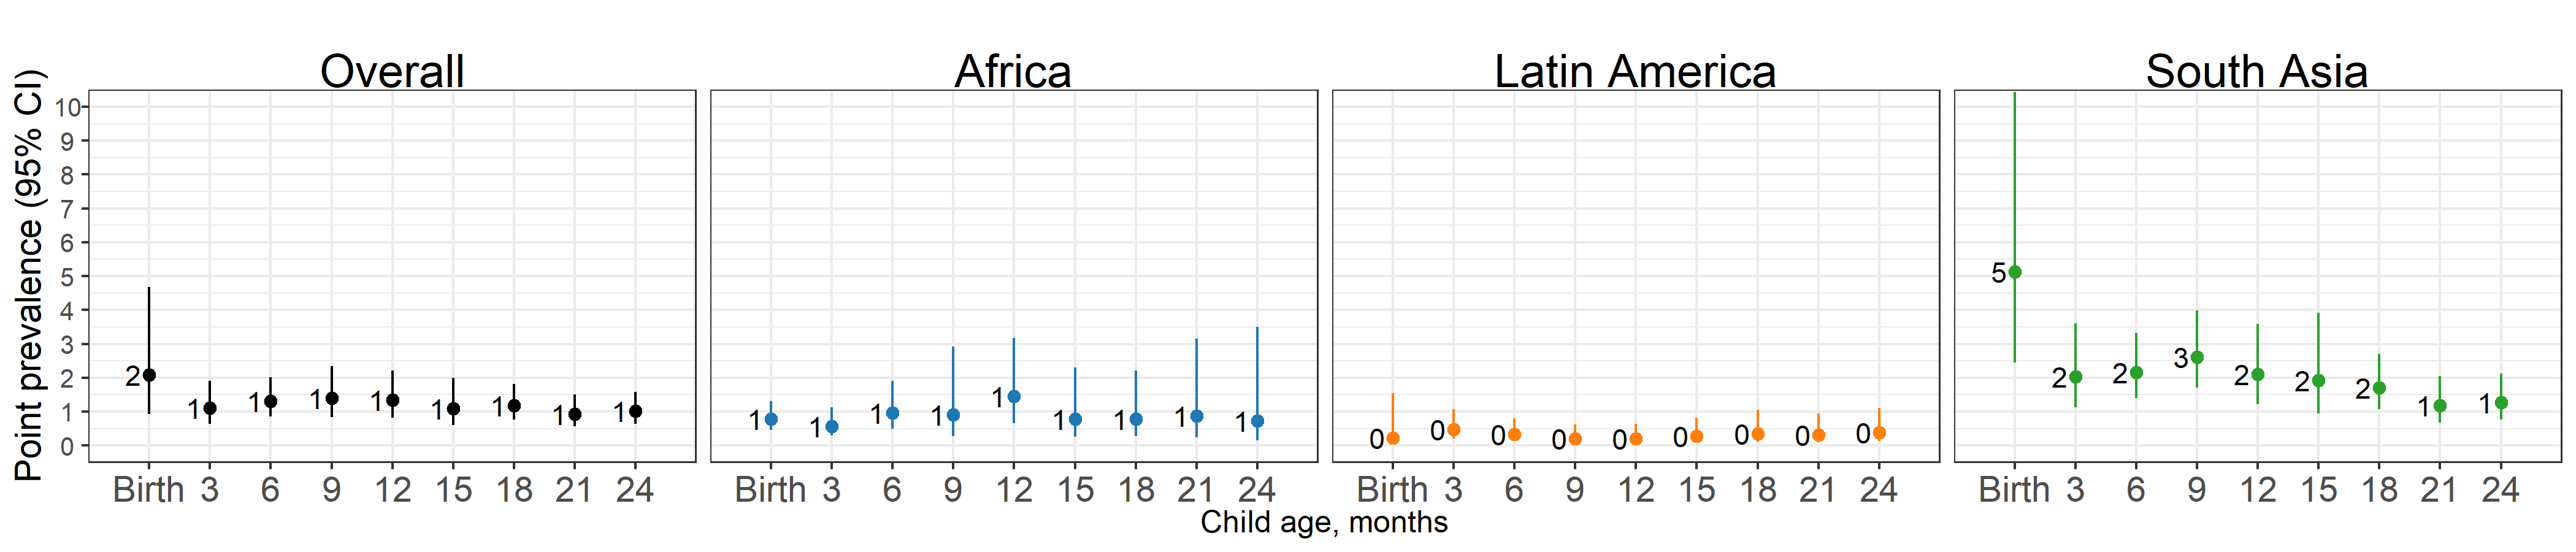 Overall
Africa
Latin America
South Asia
Point prevalence (95% CI)
10
9
8
7
6
5
4
3
2
1
0
2 1 1 1 1 1 1 1 1
1 1 1 1 1 1 1 1 1
0 0 0 0 0 0 0 0 0
5 2 2 3 2 2 2 1 1
Birth 3 6 9 12 15 18 21 24
Birth 3 6 9 12 15 18 21 24
Birth 3 6 9 12 15 18 21 24
Birth 3 6 9 12 15 18 21 24
Child age, months